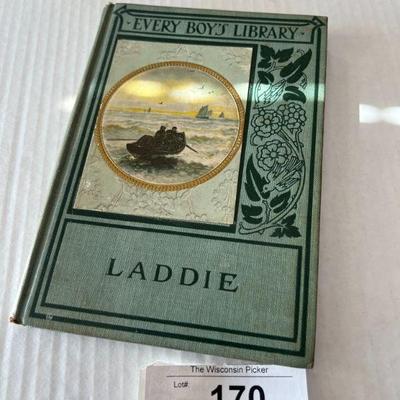 · EVERY BOY'S LIBRARY ·
LADDIE
The Wisconsin Picker
Lot#:
170